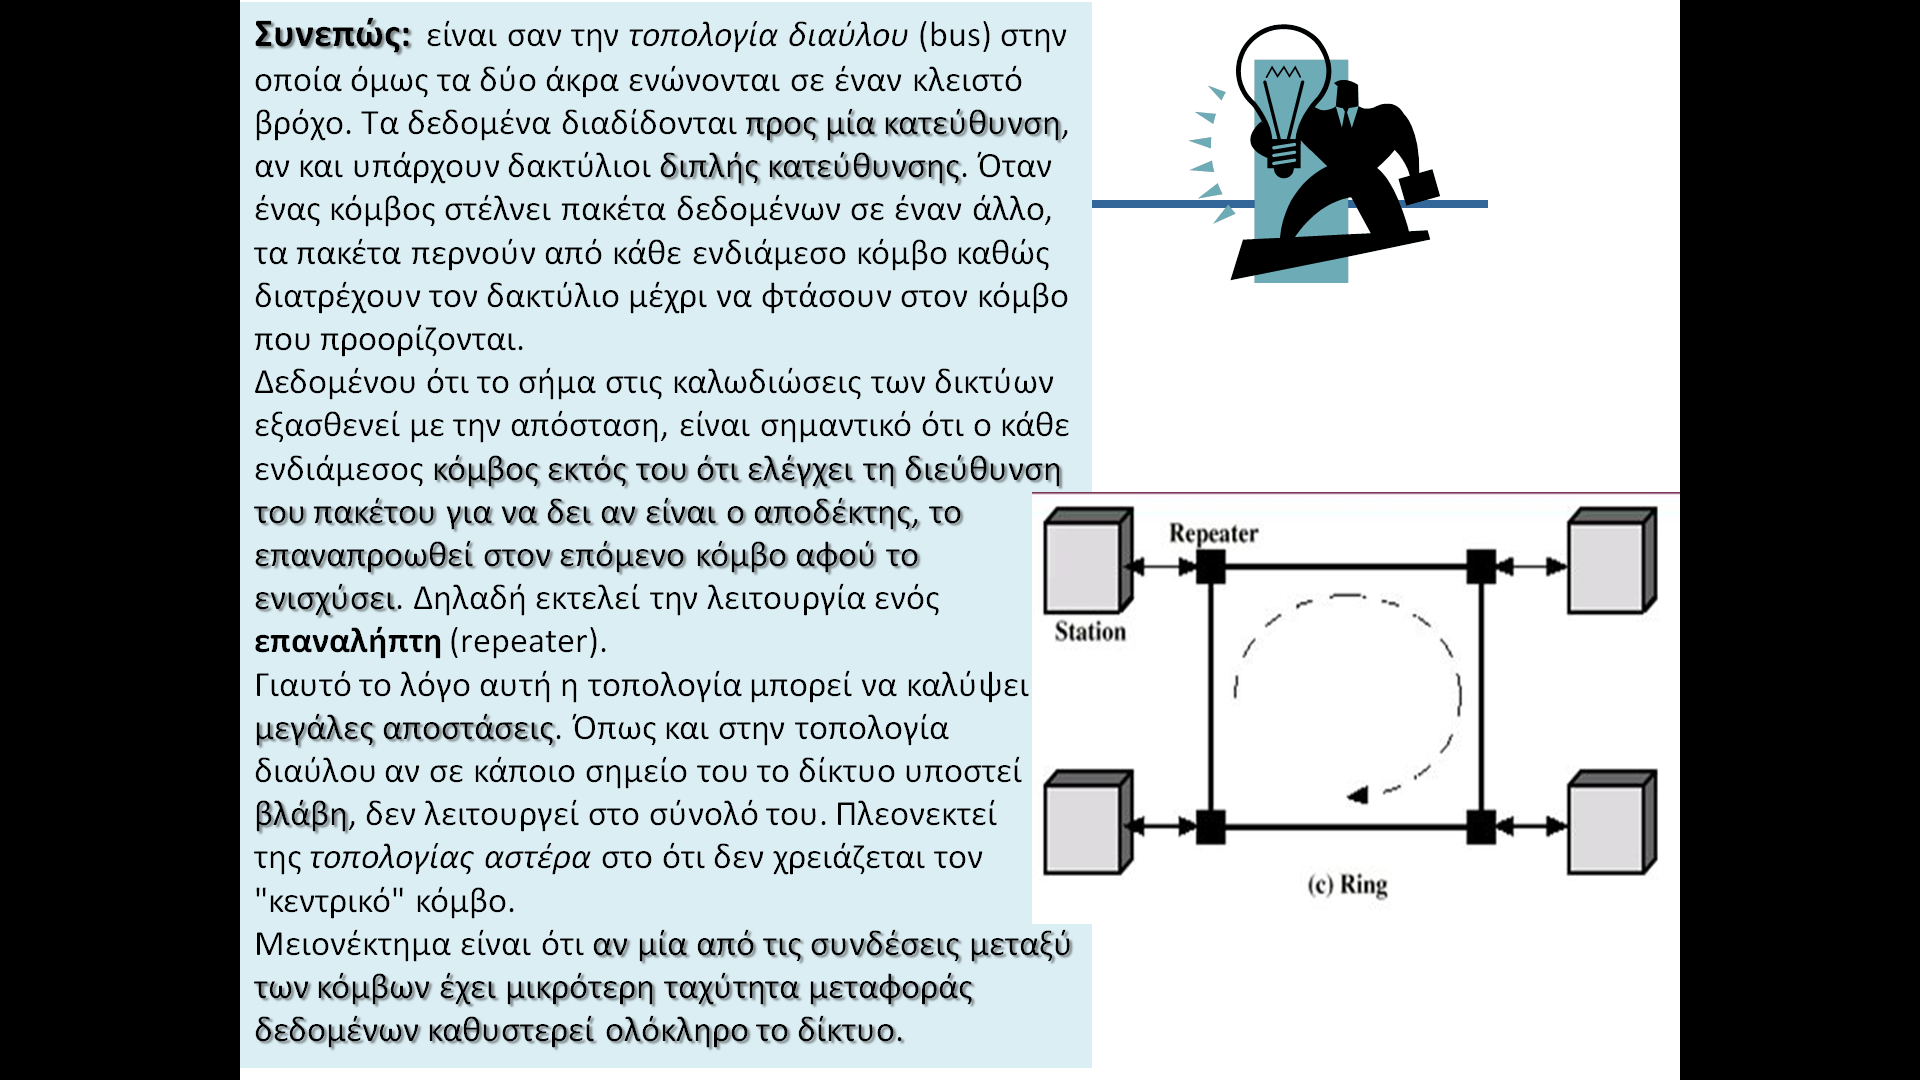 Συνεπώς: είναι σαν την τοπολογία διαύλου (bus) στην
οποία όμως τα δύο άκρα ενώνονται σε έναν κλειστό
βρόχο. Τα δεδομένα διαδίδονται προς μία κατεύθυνση,
αν και υπάρχουν δακτύλιοι διπλής κατεύθυνσης. Όταν
ένας κόμβος στέλνει πακέτα δεδομένων σε έναν άλλο,
τα πακέτα περνούν από κάθε ενδιάμεσο κόμβο καθώς
διατρέχουν τον δακτύλιο μέχρι να φτάσουν στον κόμβο
που προορίζονται.
Δεδομένου ότι το σήμα στις καλωδιώσεις των δικτύων
εξασθενεί με την απόσταση, είναι σημαντικό ότι ο κάθε
ενδιάμεσος κόμβος εκτός του ότι ελέγχει τη διεύθυνση
του πακέτου για να δει αν είναι ο αποδέκτης, το
επαναπροωθεί στον επόμενο κόμβο αφού το
ενισχύσει. Δηλαδή εκτελεί την λειτουργία ενός
επαναλήπτη (repeater).
Γιαυτό το λόγο αυτή η τοπολογία μπορεί να καλύψει
μεγάλες αποστάσεις. Όπως και στην τοπολογία
διαύλου αν σε κάποιο σημείο του το δίκτυο υποστεί
βλάβη, δεν λειτουργεί στο σύνολό του. Πλεονεκτεί
της τοπολογίας αστέρα στο ότι δεν χρειάζεται τον
"κεντρικό" κόμβο.
Μειονέκτημα είναι ότι αν μία από τις συνδέσεις μεταξύ
των κόμβων έχει μικρότερη ταχύτητα μεταφοράς
δεδομένων καθυστερεί ολόκληρο το δίκτυο.
Repeater
Station
(c) Ring